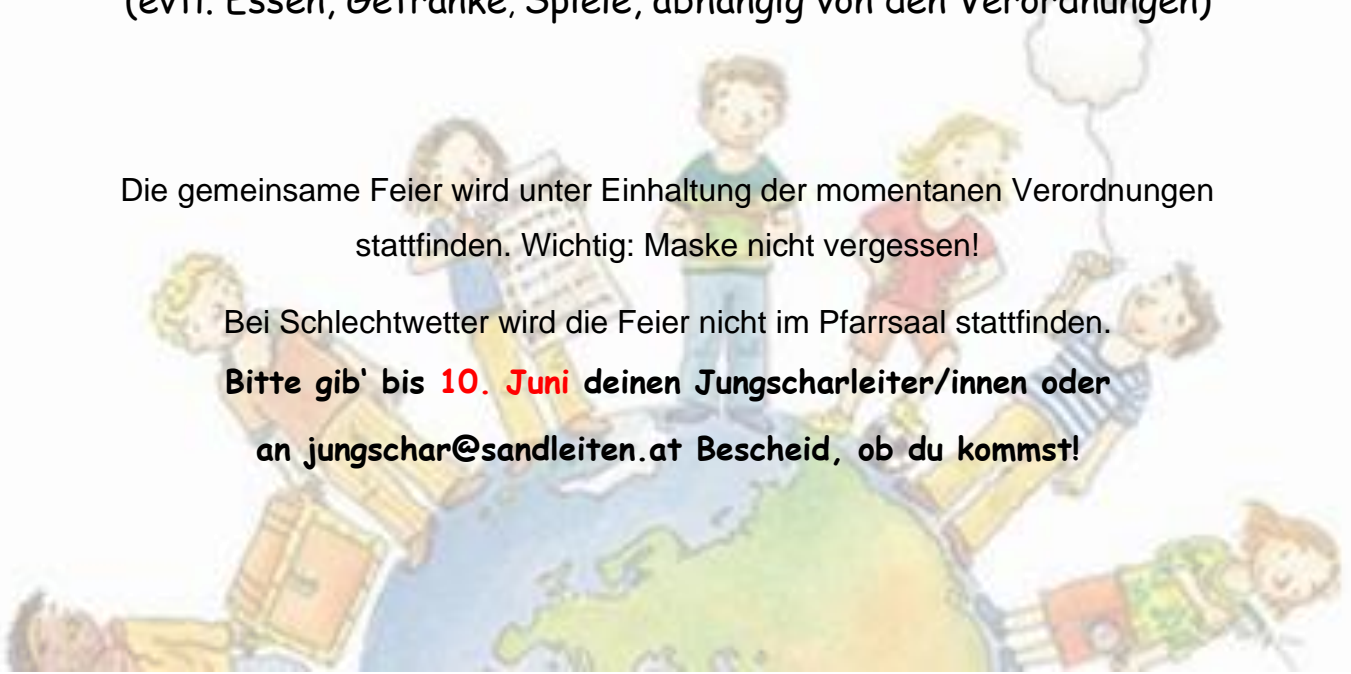 (evtl. Essen, Getränke, Spiele, abhängig von den Verordnungen)
Die gemeinsame Feier wird unter Einhaltung der momentanen Verordnungen
stattfinden. Wichtig: Maske nicht vergessen!
Bei Schlechtwetter wird die Feier nicht im Pfarrsaal stattfinden.
Bitte gib‘ bis 10. Juni deinen Jungscharleiter/innen oder
an jungschar@sandleiten.at Bescheid, ob du kommst!